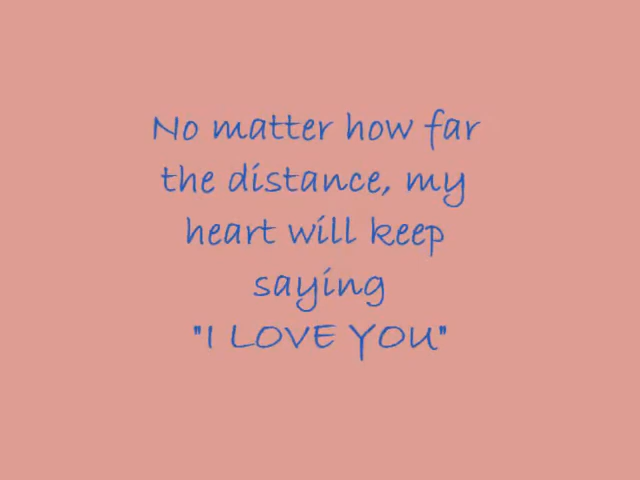 No matter how far
the distance, my
heart will keep
saying
"I LOVE YOU"